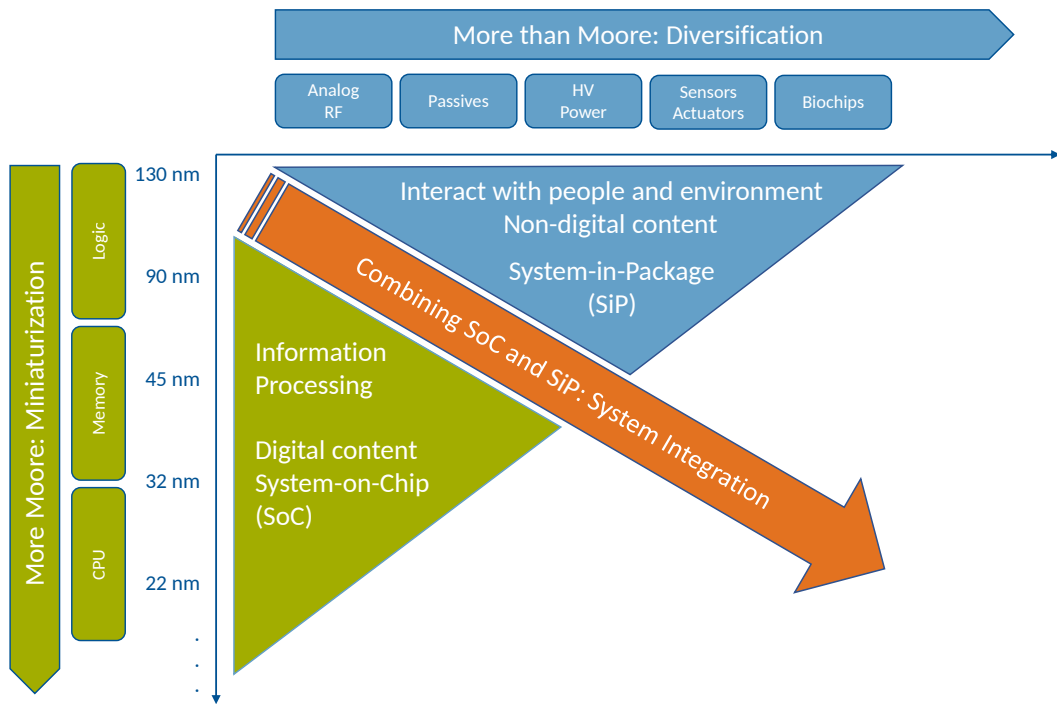 More than Moore: Diversification
Analog
RF
Passives
HV
Power
Sensors
Actuators
Biochips
More Moore: Miniaturization
Logic
Memory
CPU
130 nm
90 nm
45 nm
32 nm
22 nm
.
.
.
Interact with people and environment
Non-digital content
System-in-Package
(SiP)
Combining SoC and SiP: System Integration
Information
Processing
Digital content
System-on-Chip
(SoC)